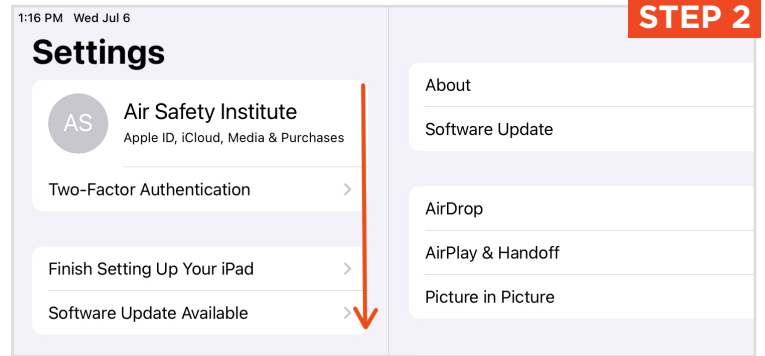 1:16 PM Wed Jul 6
STEP 2
Settings
AS
Air Safety Institute
Apple ID, iCloud, Media & Purchases
Two-Factor Authentication
Finish Setting Up Your iPad
Software Update Available
About
Software Update
AirDrop
AirPlay & Handoff
Picture in Picture